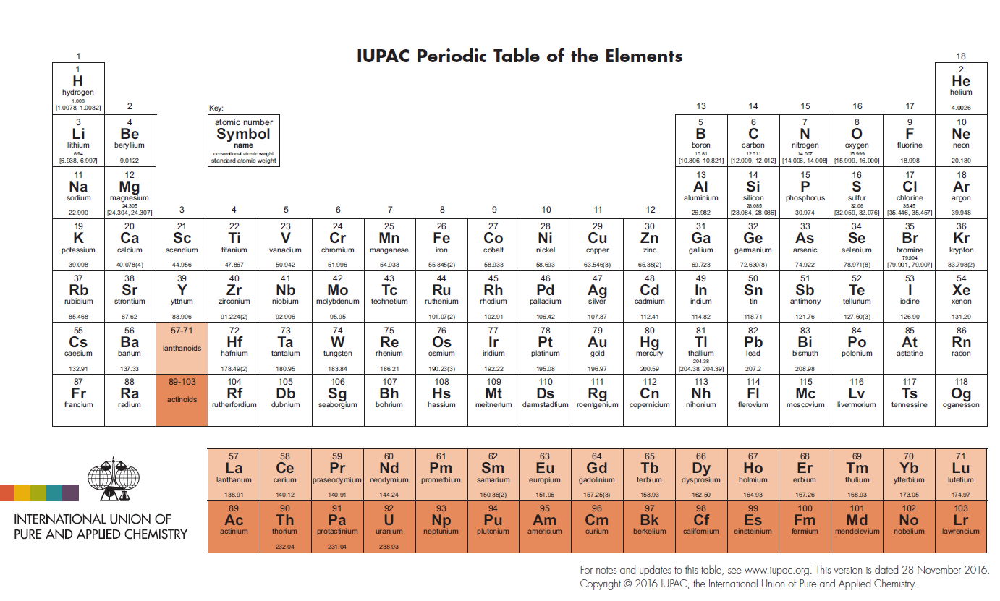 IUPAC Periodic Table of the Elements
1 18
1 2
H He
hydrogen helium
1.008
[1.0078, 1.0082] 2 Key: 13 14 15 16 17 4.0026
3 4 atomic number 5 6 7 8 9 10
Li Be Symbol B C N O F Ne
lithium beryllium name boron carbon nitrogen oxygen fluorine neon
6.94 conventional atomic weight 10.81 12.011 14.007 15.999
[6.938, 6.997] 9.0122 standard atomic weight [10.806, 10.821] [12.009, 12.012] [14.006, 14.008] [15.999, 16.000] 18.998 20.180
11 12 13 14 15 16 17 18
Na Mg Al Si P S Cl Ar
sodium magnesium aluminium silicon phosphorus sulfur chlorine argon
24.305 28.085 32.06 35.45
22.990 [24.304, 24.307] 3 4 5 6 7 8 9 10 11 12 26.982 [28.084, 28.086] 30.974 [32.059, 32.076] [35.446, 35.457] 39.948
19 20 21 22 23 24 25 26 27 28 29 30 31 32 33 34 35 36
K Ca Sc Ti V Cr Mn Fe Co Ni Cu Zn Ga Ge As Se Br Kr
potassium calcium scandium titanium vanadium chromium manganese iron cobalt nickel copper zinc gallium germanium arsenic selenium bromine krypton
79.904
39.098 40.078(4) 44.956 47.867 50.942 51.996 54.938 55.845(2) 58.933 58.693 63.546(3) 65.38(2) 69.723 72.630(8) 74.922 78.971(8) [79.901, 79.907] 83.798(2)
37 38 39 40 41 42 43 44 45 46 47 48 49 50 51 52 53 54
Rb Sr Y Zr Nb Mo Tc Ru Rh Pd Ag Cd In Sn Sb Te I Xe
rubidium strontium yttrium zirconium niobium molybdenum technetium ruthenium rhodium palladium silver cadmium indium tin antimony tellurium iodine xenon
85.468 87.62 88.906 91.224(2) 92.906 95.95 101.07(2) 102.91 106.42 107.87 112.41 114.82 118.71 121.76 127.60(3) 126.90 131.29
55 56 57-71 72 73 74 75 76 77 78 79 80 81 82 83 84 85 86
Cs Ba lanthanoids Hf Ta W Re Os Ir Pt Au Hg Tl Pb Bi Po At Rn
caesium barium hafnium tantalum tungsten rhenium osmium iridium platinum gold mercury thallium lead bismuth polonium astatine radon
204.38
132.91 137.33 178.49(2) 180.95 183.84 186.21 190.23(3) 192.22 195.08 196.97 200.59 [204.38, 204.39] 207.2 208.98
87 88 89-103 104 105 106 107 108 109 110 111 112 113 114 115 116 117 118
Fr Ra actinoids Rf Db Sg Bh Hs Mt Ds Rg Cn Nh Fl Mc Lv Ts Og
francium radium rutherfordium dubnium seaborgium bohrium hassium meitnerium darmstadtium roentgenium copernicium nihonium flerovium moscovium livermorium tennessine oganesson
57 58 59 60 61 62 63 64 65 66 67 68 69 70 71
La Ce Pr Nd Pm Sm Eu Gd Tb Dy Ho Er Tm Yb Lu
lanthanum cerium praseodymium neodymium promethium samarium europium gadolinium terbium dysprosium holmium erbium thulium ytterbium lutetium
138.91 140.12 140.91 144.24 150.36(2) 151.96 157.25(3) 158.93 162.50 164.93 167.26 168.93 173.05 174.97
89 90 91 92 93 94 95 96 97 98 99 100 101 102 103
Ac Th Pa U Np Pu Am Cm Bk Cf Es Fm Md No Lr
actinium thorium protactinium uranium neptunium plutonium americium curium berkelium californium einsteinium fermium mendelevium nobelium lawrencium
232.04 231.04 238.03
INTERNATIONAL UNION OF
PURE AND APPLIED CHEMISTRY
For notes and updates to this table, see www.iupac.org. This version is dated 28 November 2016.
Copyright © 2016 IUPAC, the International Union of Pure and Applied Chemistry.